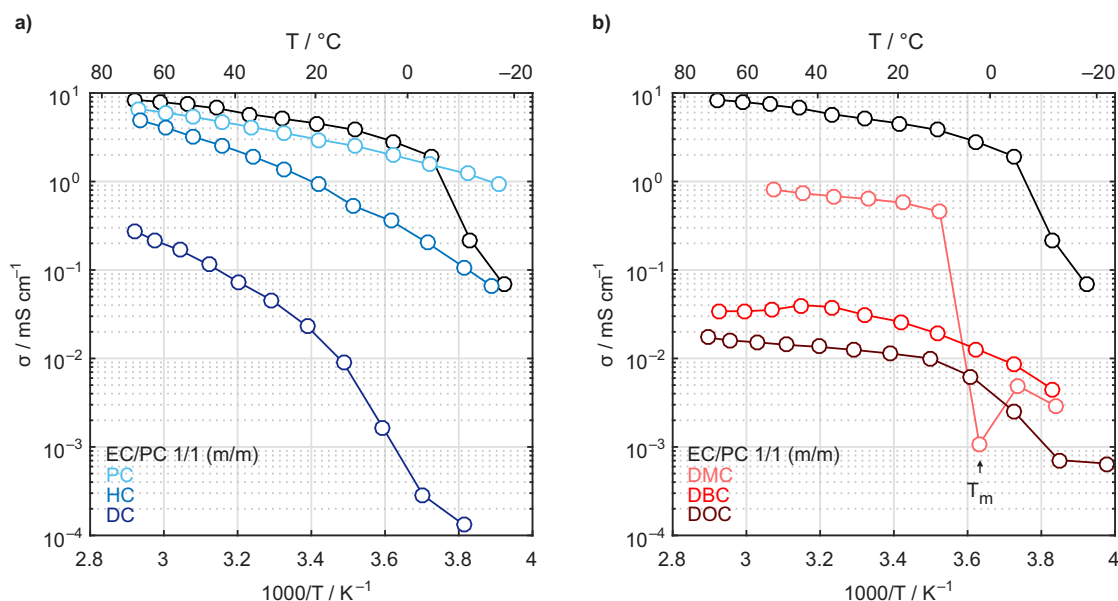 a)
T / °C
80 60 40 20 0 −20
10¹
10⁰
10⁻¹
10⁻²
10⁻³
10⁻⁴
σ / mS cm⁻¹
EC/PC 1/1 (m/m)
PC
HC
DC
2.8 3 3.2 3.4 3.6 3.8 4
1000/T / K⁻¹
b)
T / °C
80 60 40 20 0 −20
10¹
10⁰
10⁻¹
10⁻²
10⁻³
10⁻⁴
σ / mS cm⁻¹
EC/PC 1/1 (m/m)
DMC
DBC
DOC
Tₘ
2.8 3 3.2 3.4 3.6 3.8 4
1000/T / K⁻¹